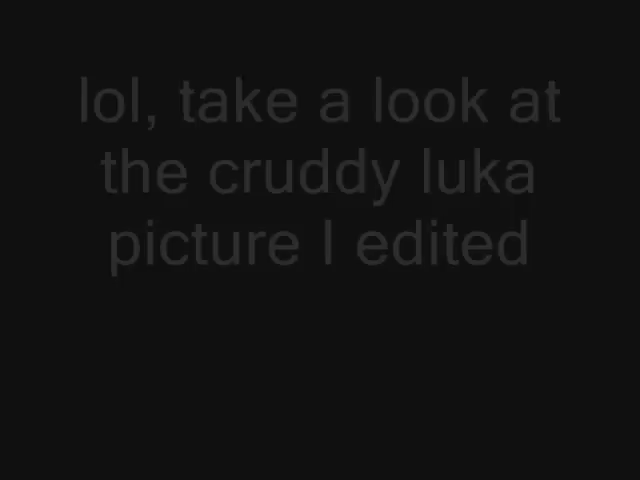 lol, take a look at
the cruddy luka
picture I edited